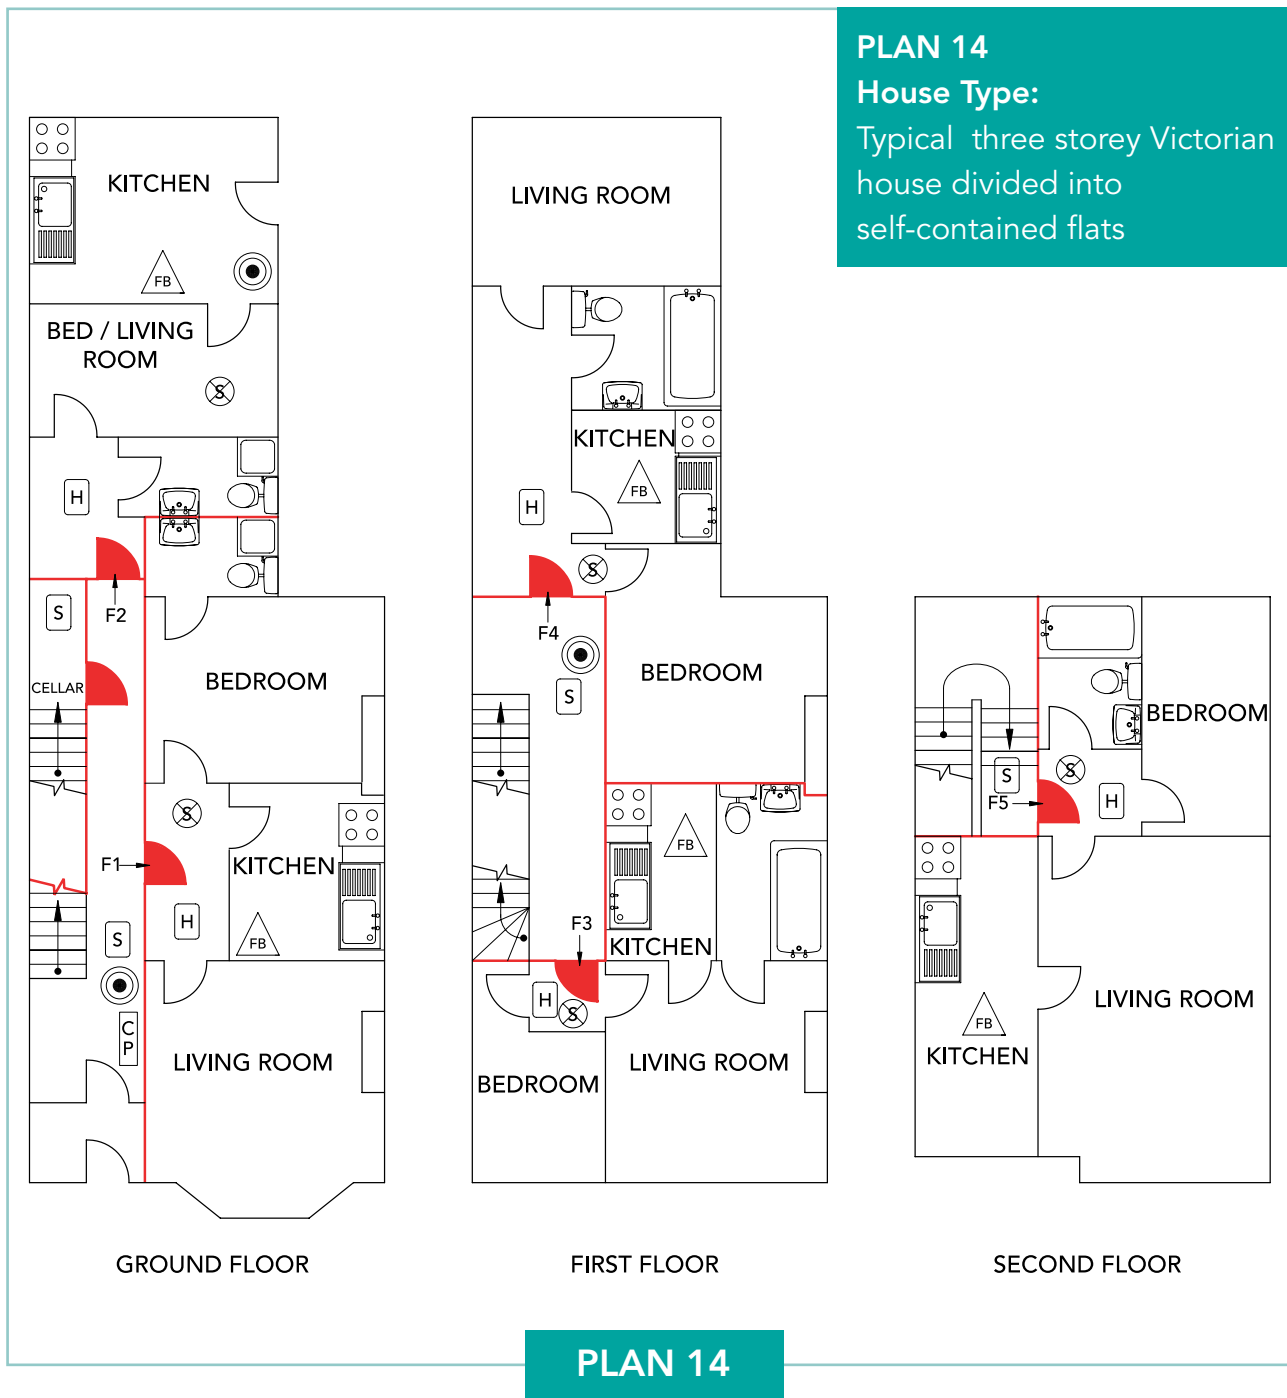 PLAN 14
House Type:
Typical three storey Victorian
house divided into
self-contained flats
KITCHEN
FB
BED / LIVING
ROOM
S
H
S
F2
CELLAR
BEDROOM
S
F1
KITCHEN
H
FB
S
C
P
LIVING ROOM
GROUND FLOOR
LIVING ROOM
KITCHEN
FB
H
S
F4
BEDROOM
S
FB
F3
KITCHEN
H
S
LIVING ROOM
BEDROOM
FIRST FLOOR
BEDROOM
S
S
F5
H
LIVING ROOM
FB
KITCHEN
SECOND FLOOR
PLAN 14